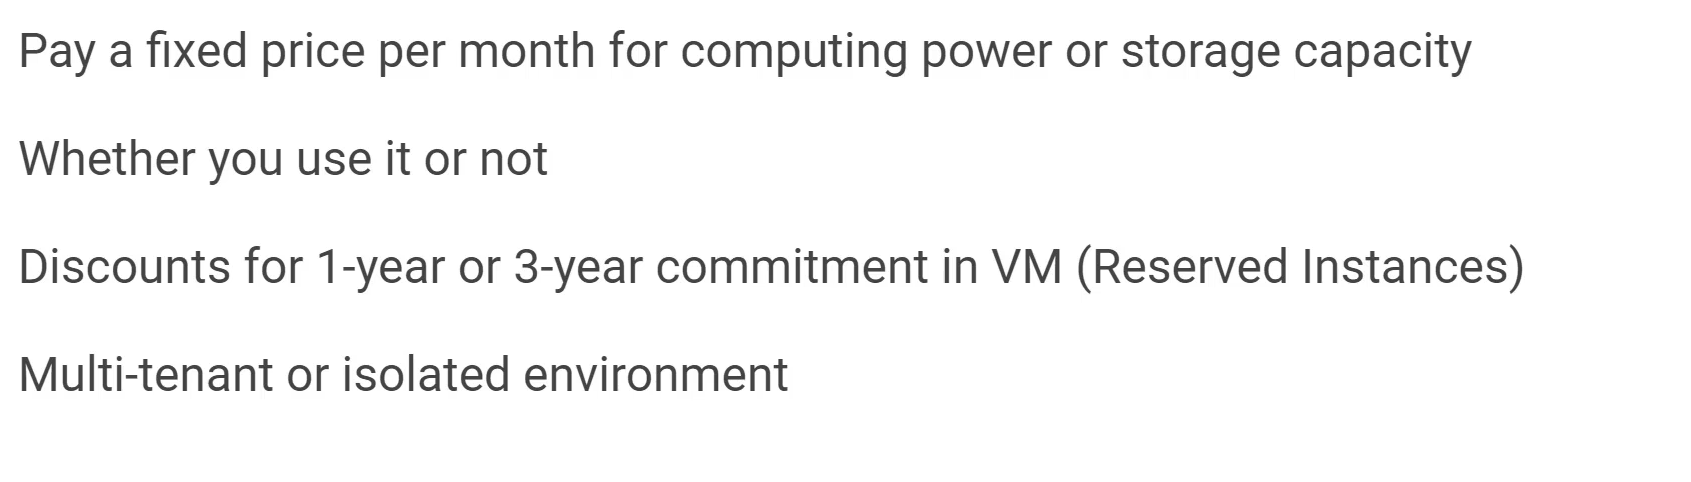 Pay a fixed price per month for computing power or storage capacity
Whether you use it or not
Discounts for 1-year or 3-year commitment in VM (Reserved Instances)
Multi-tenant or isolated environment